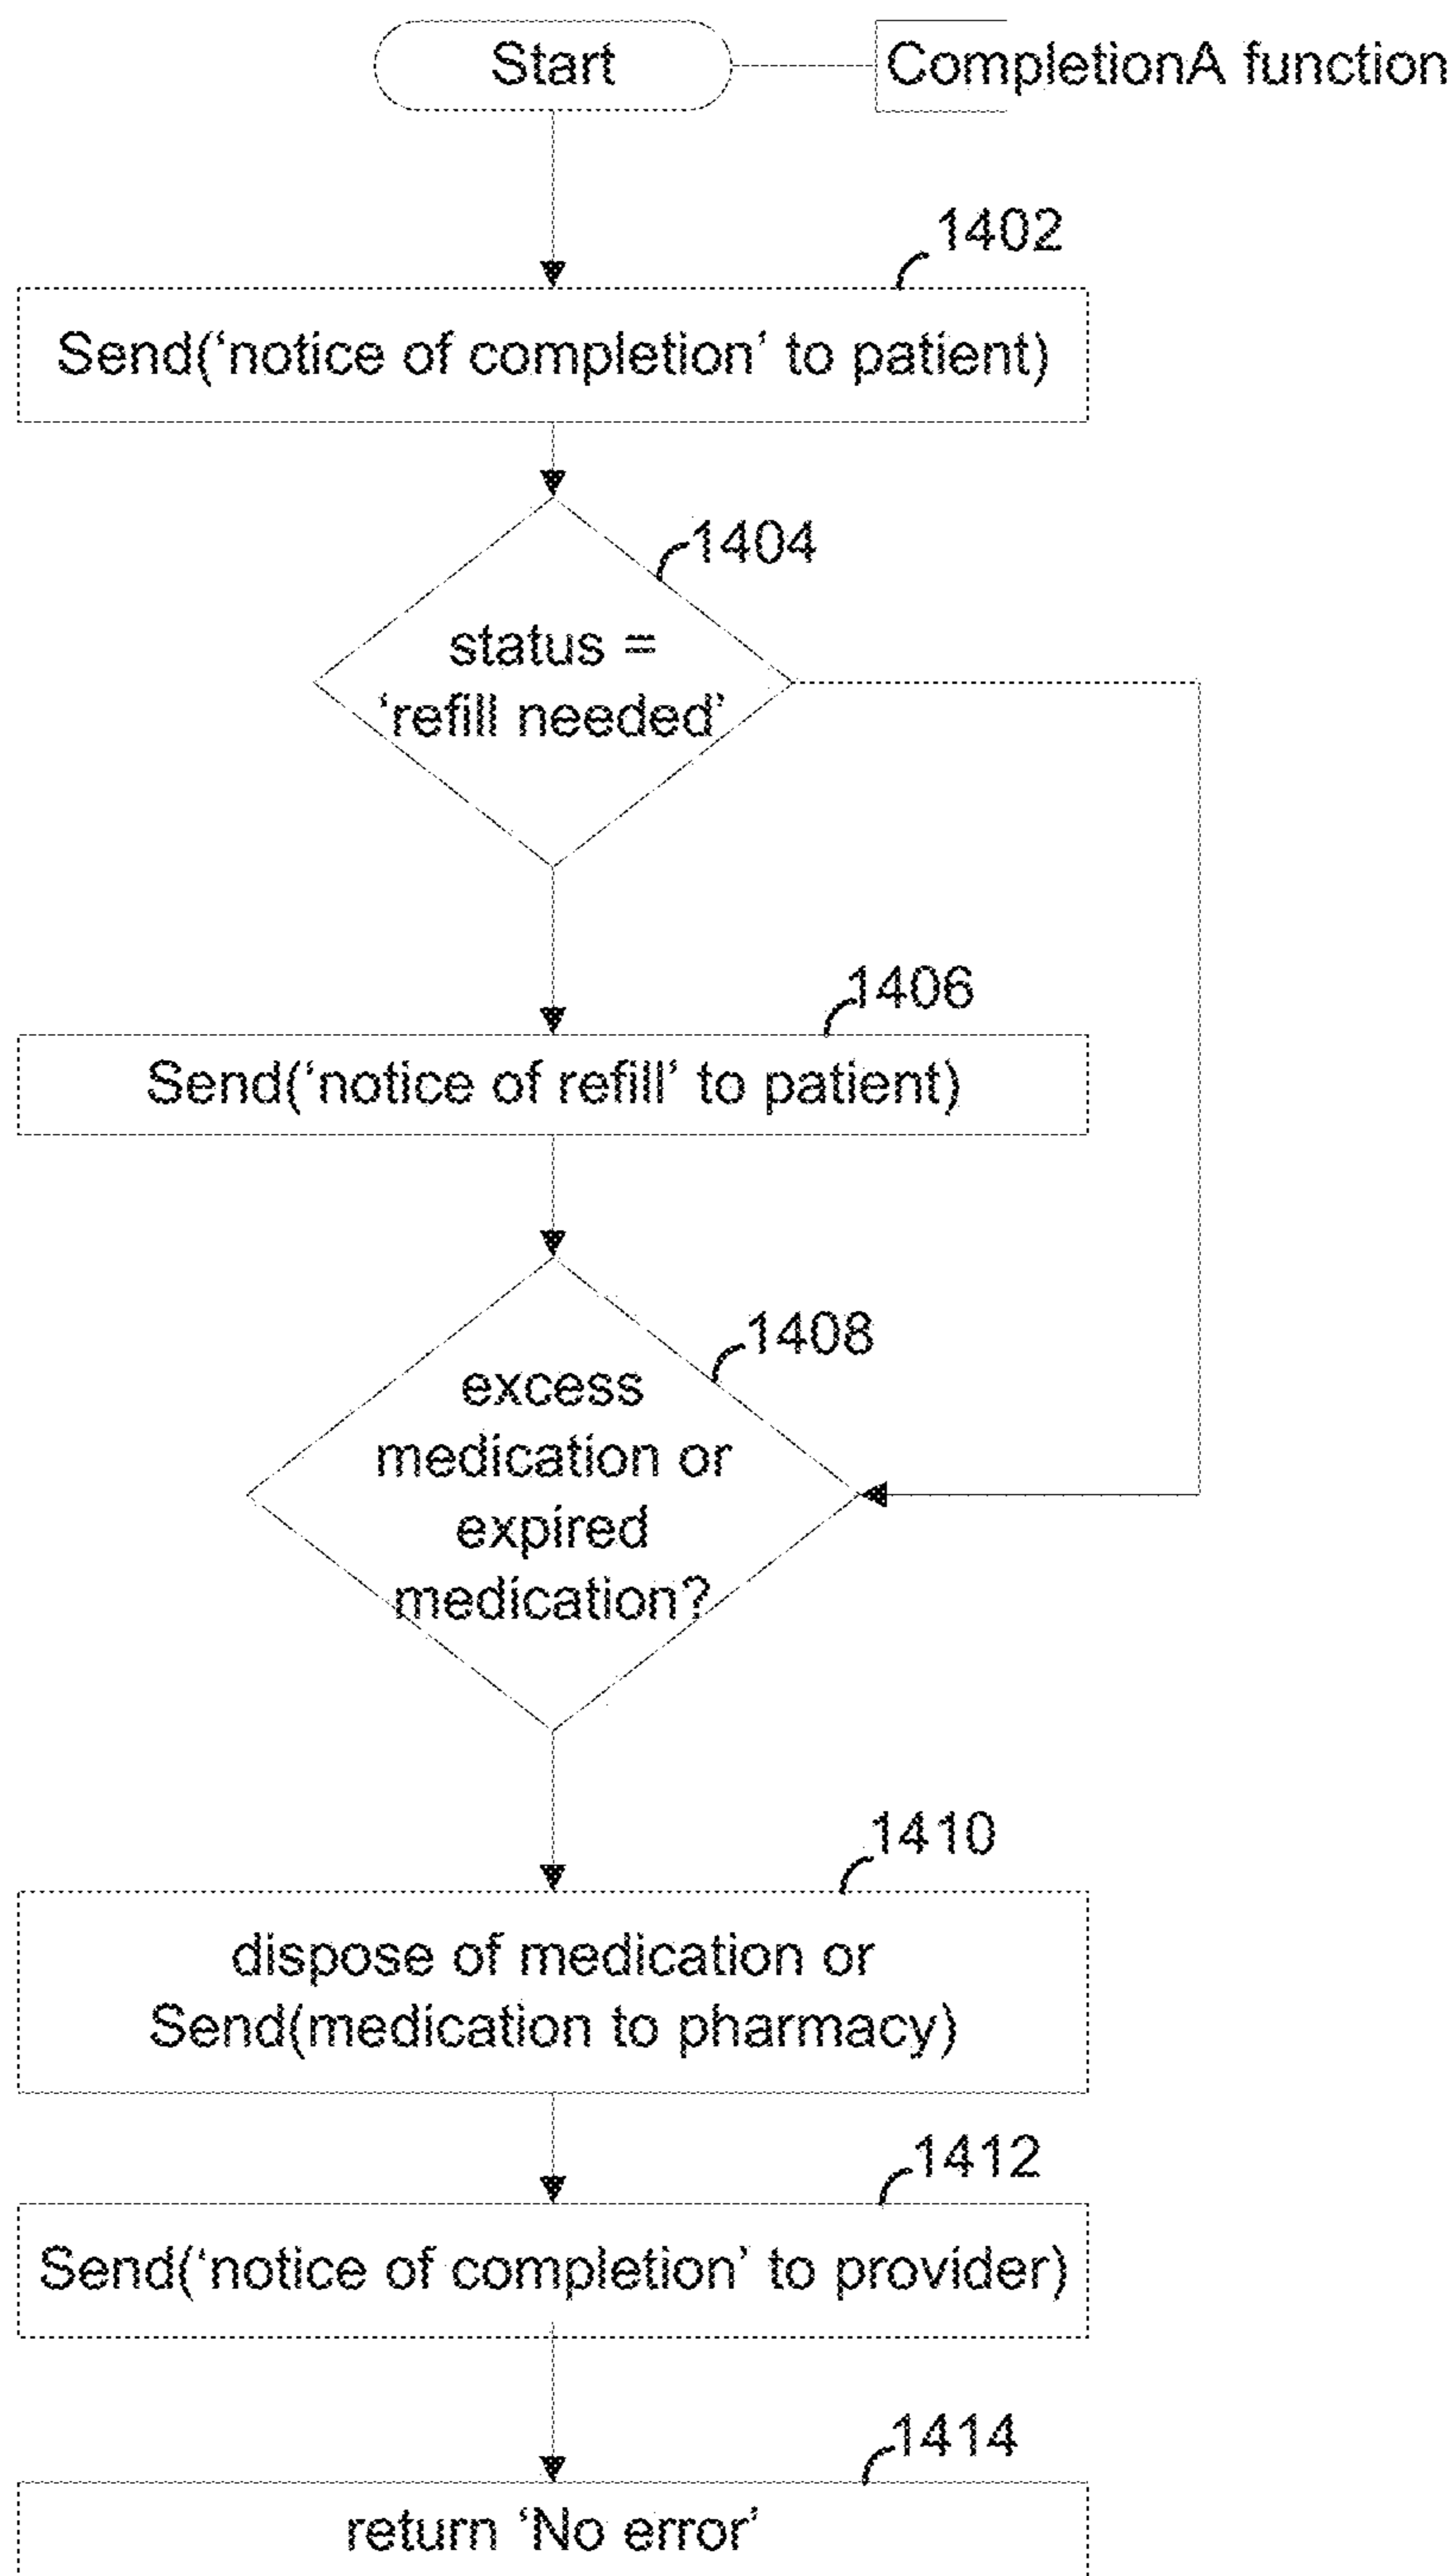 Start
CompletionA function
1402
Send(‘notice of completion’ to patient)
1404
status =
‘refill needed’
1406
Send(‘notice of refill’ to patient)
1408
excess
medication or
expired
medication?
1410
dispose of medication or
Send(medication to pharmacy)
1412
Send(‘notice of completion’ to provider)
1414
return ‘No error’